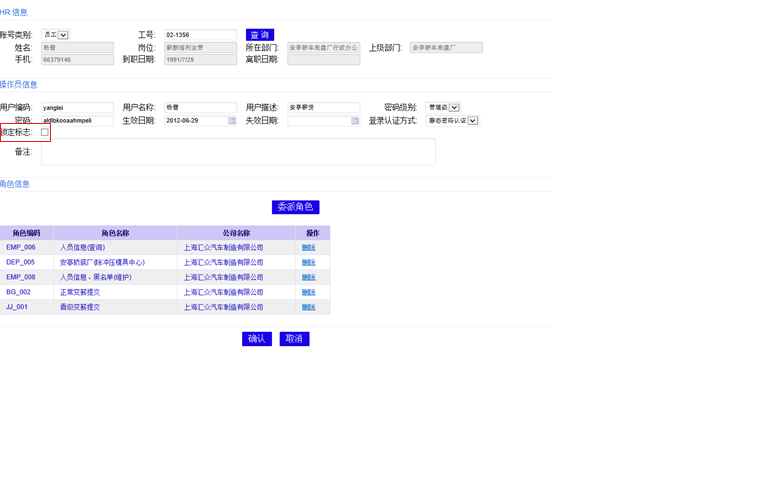 HR 信息
账号类别: 员工 工号: 02-1356 查 询
姓名: 杨蕾 岗位: 薪酬福利主管 所在部门: 安亭轿车底盘厂行政办公 上级部门: 安亭轿车底盘厂
手机: 66379146 到职日期: 1991/7/29 离职日期:
操作员信息
用户编码: yanglei 用户名称: 杨蕾 用户描述: 安亭薪资 密码级别: 管理级
密码: aldlbkooaahmpeli 生效日期: 2012-06-29 失效日期: 登录认证方式: 静态密码认证
锁定标志:
备注:
角色信息
委派角色
角色编码 角色名称 公司名称 操作
EMP_006 人员信息(查询) 上海汇众汽车制造有限公司 删除
DEP_005 安亭轿底厂(除冲压模具中心) 上海汇众汽车制造有限公司 删除
EMP_008 人员信息、黑名单(维护) 上海汇众汽车制造有限公司 删除
BG_002 正常变薪提交 上海汇众汽车制造有限公司 删除
JJ_001 晋级变薪提交 上海汇众汽车制造有限公司 删除
确认 取消